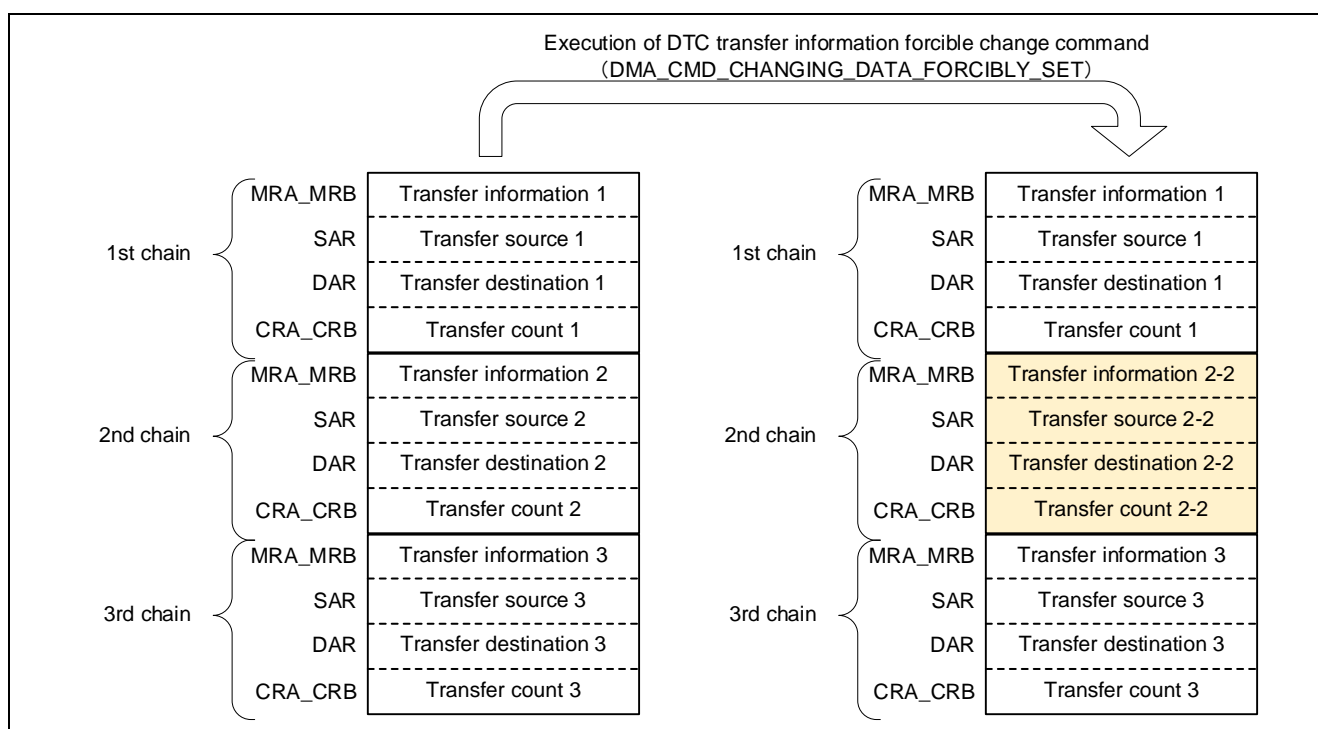 Execution of DTC transfer information forcible change command
（DMA_CMD_CHANGING_DATA_FORCIBLY_SET）
1st chain
MRA_MRB
Transfer information 1
SAR
Transfer source 1
DAR
Transfer destination 1
CRA_CRB
Transfer count 1
2nd chain
MRA_MRB
Transfer information 2
SAR
Transfer source 2
DAR
Transfer destination 2
CRA_CRB
Transfer count 2
3rd chain
MRA_MRB
Transfer information 3
SAR
Transfer source 3
DAR
Transfer destination 3
CRA_CRB
Transfer count 3
1st chain
MRA_MRB
Transfer information 1
SAR
Transfer source 1
DAR
Transfer destination 1
CRA_CRB
Transfer count 1
2nd chain
MRA_MRB
Transfer information 2-2
SAR
Transfer source 2-2
DAR
Transfer destination 2-2
CRA_CRB
Transfer count 2-2
3rd chain
MRA_MRB
Transfer information 3
SAR
Transfer source 3
DAR
Transfer destination 3
CRA_CRB
Transfer count 3